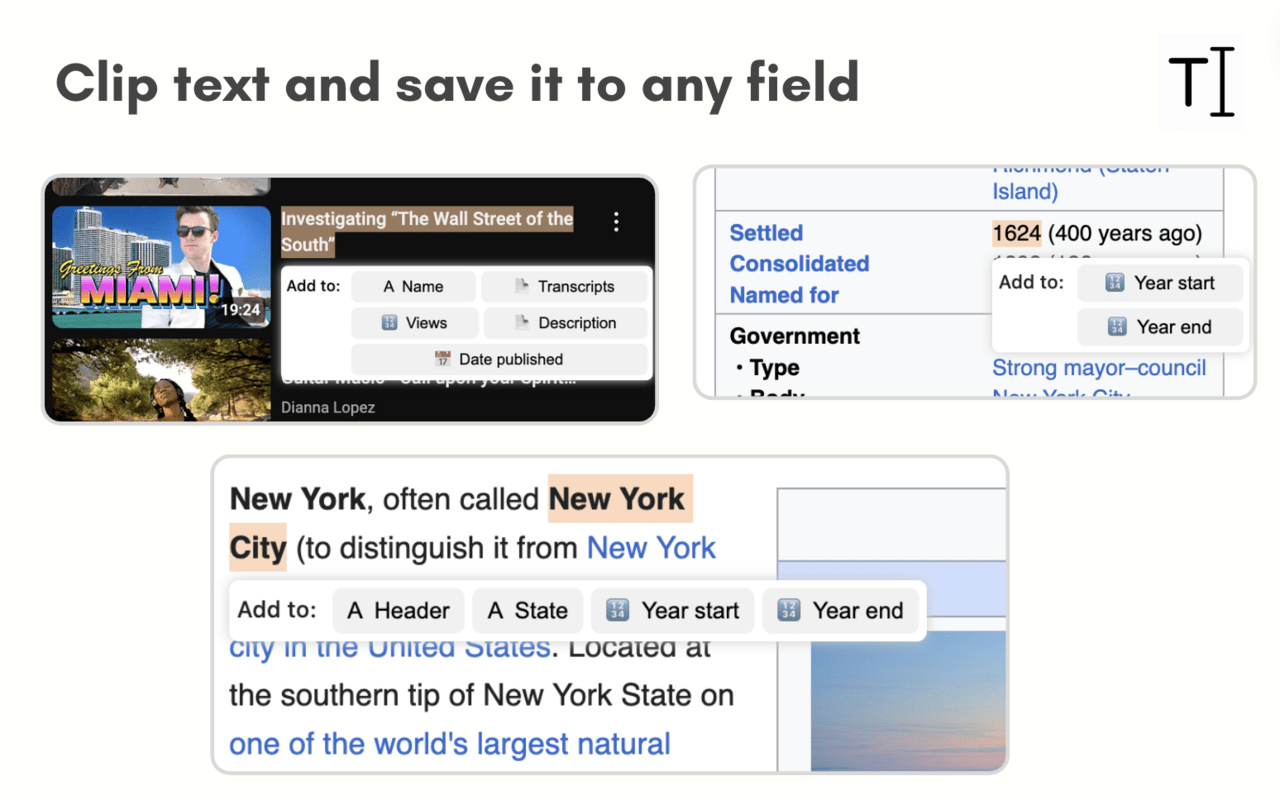 Clip text and save it to any field
T
Investigating “The Wall Street of the
South”
Greetings From
MIAMI!
19:24
Add to:
A Name
Transcripts
Views
Description
17
Date published
Dianna Lopez
Island)
Settled
1624 (400 years ago)
Consolidated
Named for
Add to:
Year start
Year end
Government
• Type
Strong mayor–council
New York, often called New York
City (to distinguish it from New York
Add to:
A Header
A State
Year start
Year end
city in the United States. Located at
the southern tip of New York State on
one of the world's largest natural